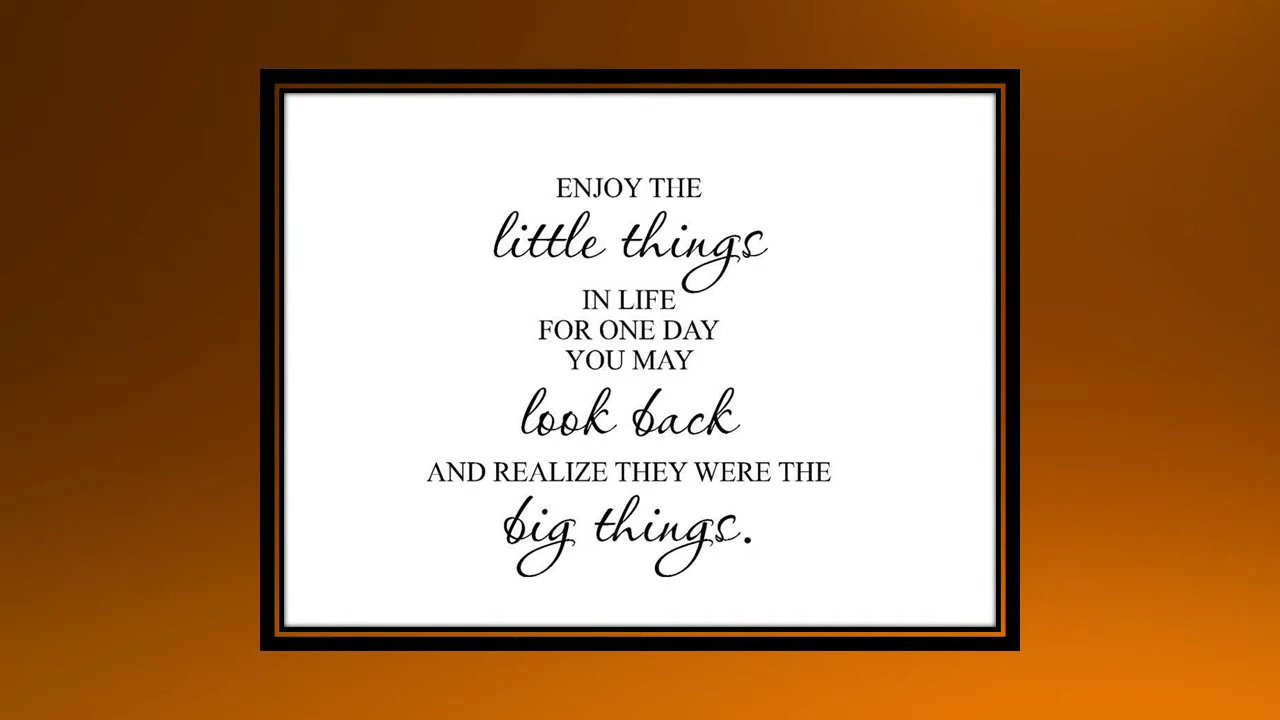 ENJOY THE
little things
IN LIFE
FOR ONE DAY
YOU MAY
look back
AND REALIZE THEY WERE THE
big things.